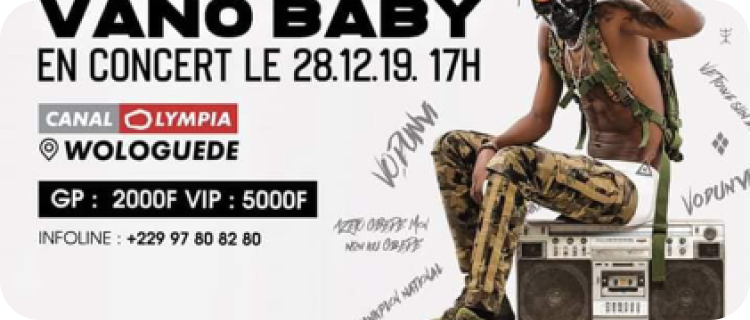 VANO BABY
EN CONCERT LE 28.12.19. 17H
CANAL OLYMPIA
WOLOGUEDE
GP : 2000F VIP : 5000F
INFOLINE : +229 97 80 82 80
VODUNVI
VODUNVI
NATIONAL